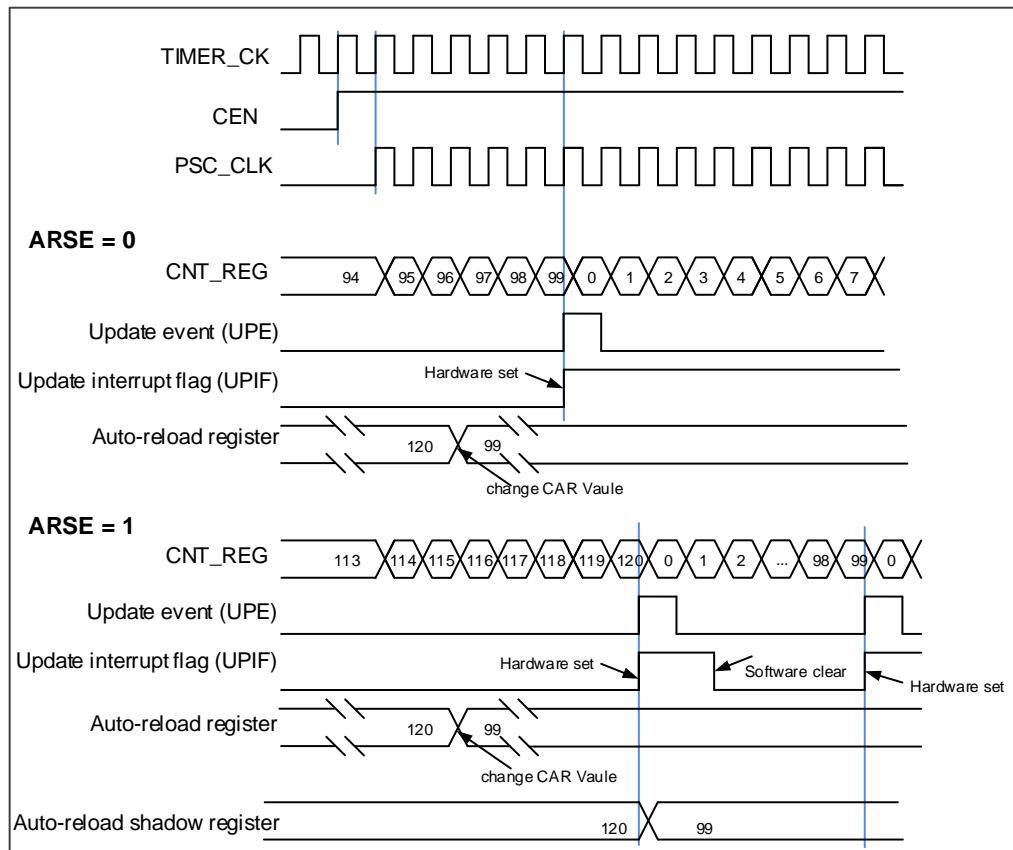 TIMER_CK
CEN
PSC_CLK
ARSE = 0
CNT_REG 94 95 96 97 98 99 0 1 2 3 4 5 6 7
Update event (UPE)
Update interrupt flag (UPIF) Hardware set
Auto-reload register 120 99
change CAR Vaule
ARSE = 1
CNT_REG 113 114 115 116 117 118 119 120 0 1 2 ... 98 99 0
Update event (UPE)
Update interrupt flag (UPIF) Hardware set Software clear Hardware set
Auto-reload register 120 99
change CAR Vaule
Auto-reload shadow register 120 99